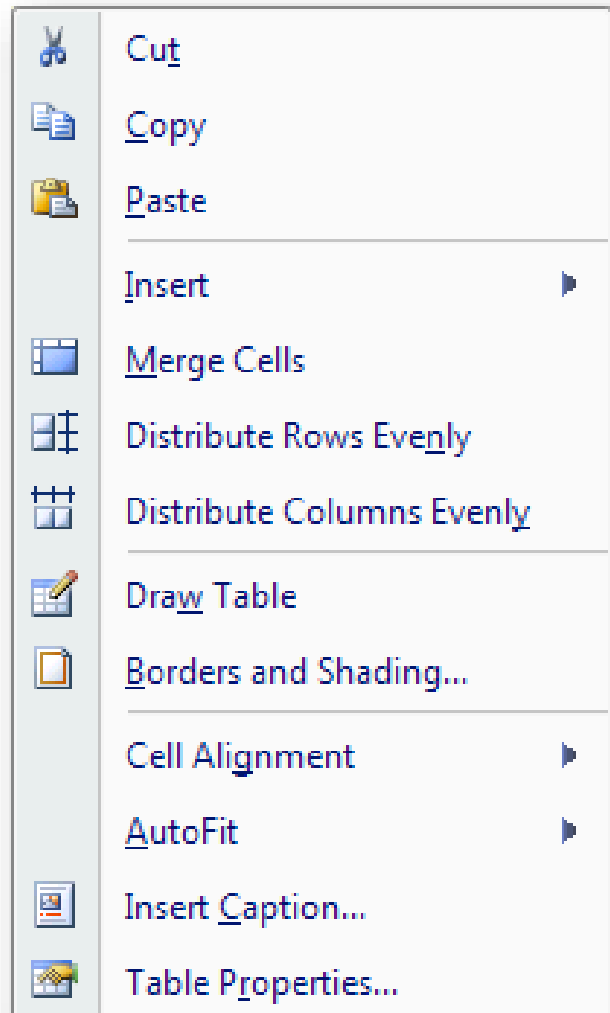 Cut
Copy
Paste
Insert
Merge Cells
Distribute Rows Evenly
Distribute Columns Evenly
Draw Table
Borders and Shading...
Cell Alignment
AutoFit
Insert Caption...
Table Properties...